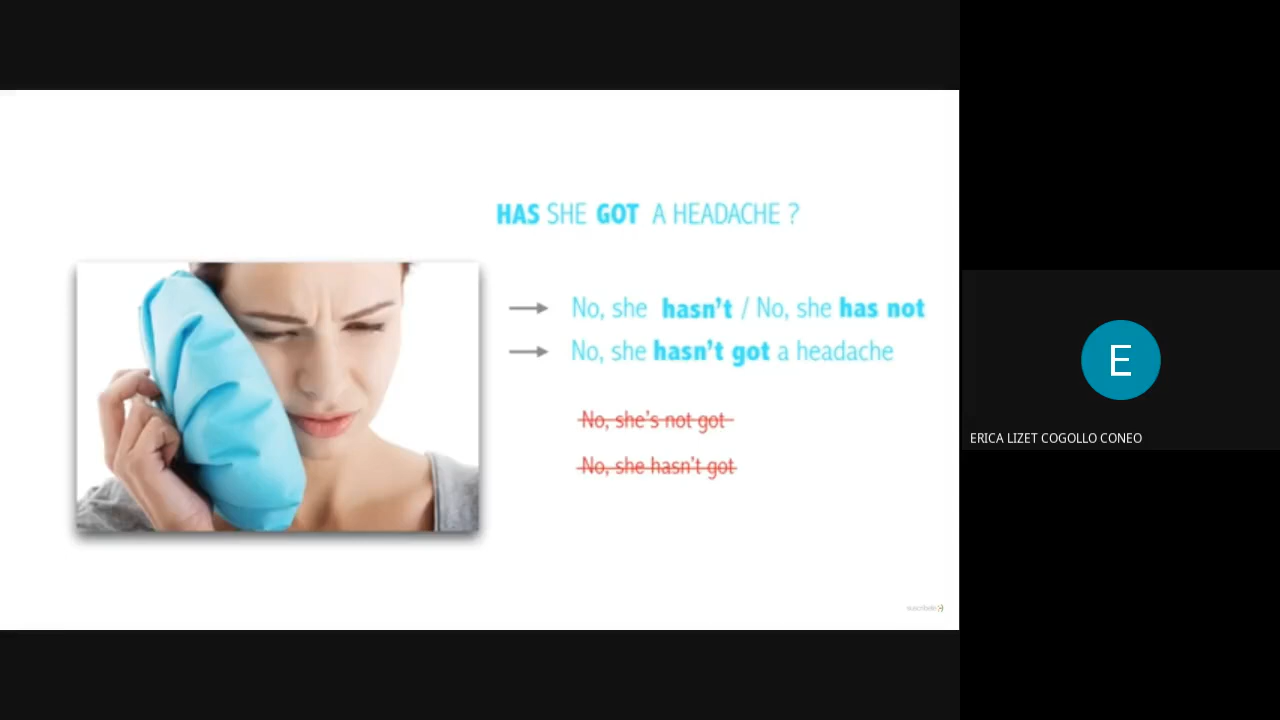 HAS SHE GOT A HEADACHE ?
No, she hasn't / No, she has not
No, she hasn't got a headache
No, she's not got
No, she hasn't got
E
ERICA LIZET COGOLLO CONEO
suscríbete :)